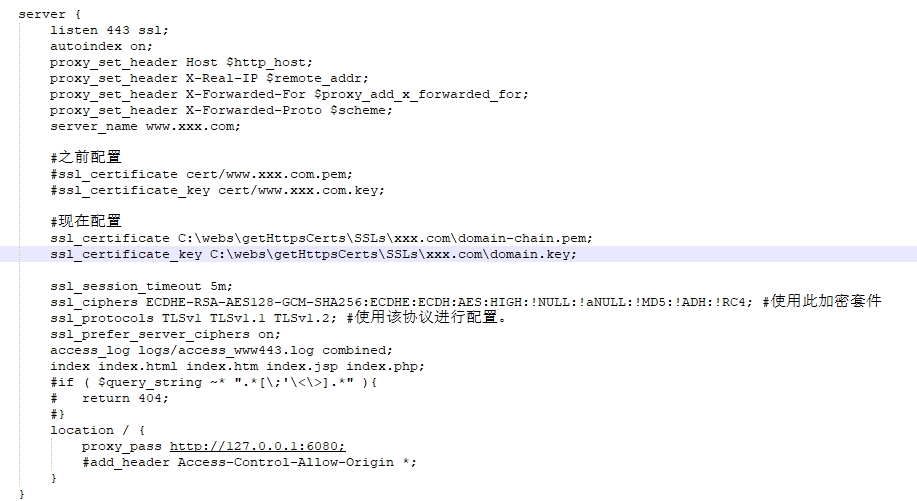 server {
    listen 443 ssl;
    autoindex on;
    proxy_set_header Host $http_host;
    proxy_set_header X-Real-IP $remote_addr;
    proxy_set_header X-Forwarded-For $proxy_add_x_forwarded_for;
    proxy_set_header X-Forwarded-Proto $scheme;
    server_name www.xxx.com;
    #之前配置
    #ssl_certificate cert/www.xxx.com.pem;
    #ssl_certificate_key cert/www.xxx.com.key;
    #现在配置
    ssl_certificate C:\webs\getHttpsCerts\SSLs\xxx.com\domain-chain.pem;
    ssl_certificate_key C:\webs\getHttpsCerts\SSLs\xxx.com\domain.key;
    ssl_session_timeout 5m;
    ssl_ciphers ECDHE-RSA-AES128-GCM-SHA256:ECDHE:ECDH:AES:HIGH:!NULL:!aNULL:!MD5:!ADH:!RC4; #使用此加密套件
    ssl_protocols TLSv1 TLSv1.1 TLSv1.2; #使用该协议进行配置。
    ssl_prefer_server_ciphers on;
    access_log logs/access_www443.log combined;
    index index.html index.htm index.jsp index.php;
    #if ( $query_string ~* ".*[\;'\<\>].*" ){
    #   return 404;
    #}
    location / {
        proxy_pass http://127.0.0.1:6080;
        #add_header Access-Control-Allow-Origin *;
    }
}